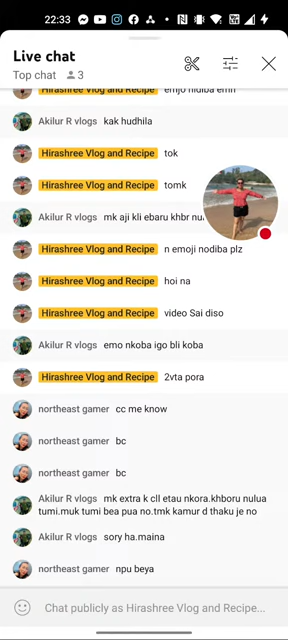 22:33
Live chat
Top chat 3
Hirashree Vlog and Recipe emjo nidiba emn
Akilur R vlogs kak hudhila
Hirashree Vlog and Recipe tok
Hirashree Vlog and Recipe tomk
Akilur R vlogs mk aji kli ebaru khbr
Hirashree Vlog and Recipe n emoji nodiba plz
Hirashree Vlog and Recipe hoi na
Hirashree Vlog and Recipe video Sai diso
Akilur R vlogs emo nkoba igo bli koba
Hirashree Vlog and Recipe 2vta pora
northeast gamer cc me know
northeast gamer bc
northeast gamer bc
Akilur R vlogs mk extra k cll etau nkora.khboru nulua
tumi.muk tumi bea pua no.tmk kamur d thaku je no
Akilur R vlogs sory ha.maina
northeast gamer npu beya
Chat publicly as Hirashree Vlog and Recipe...